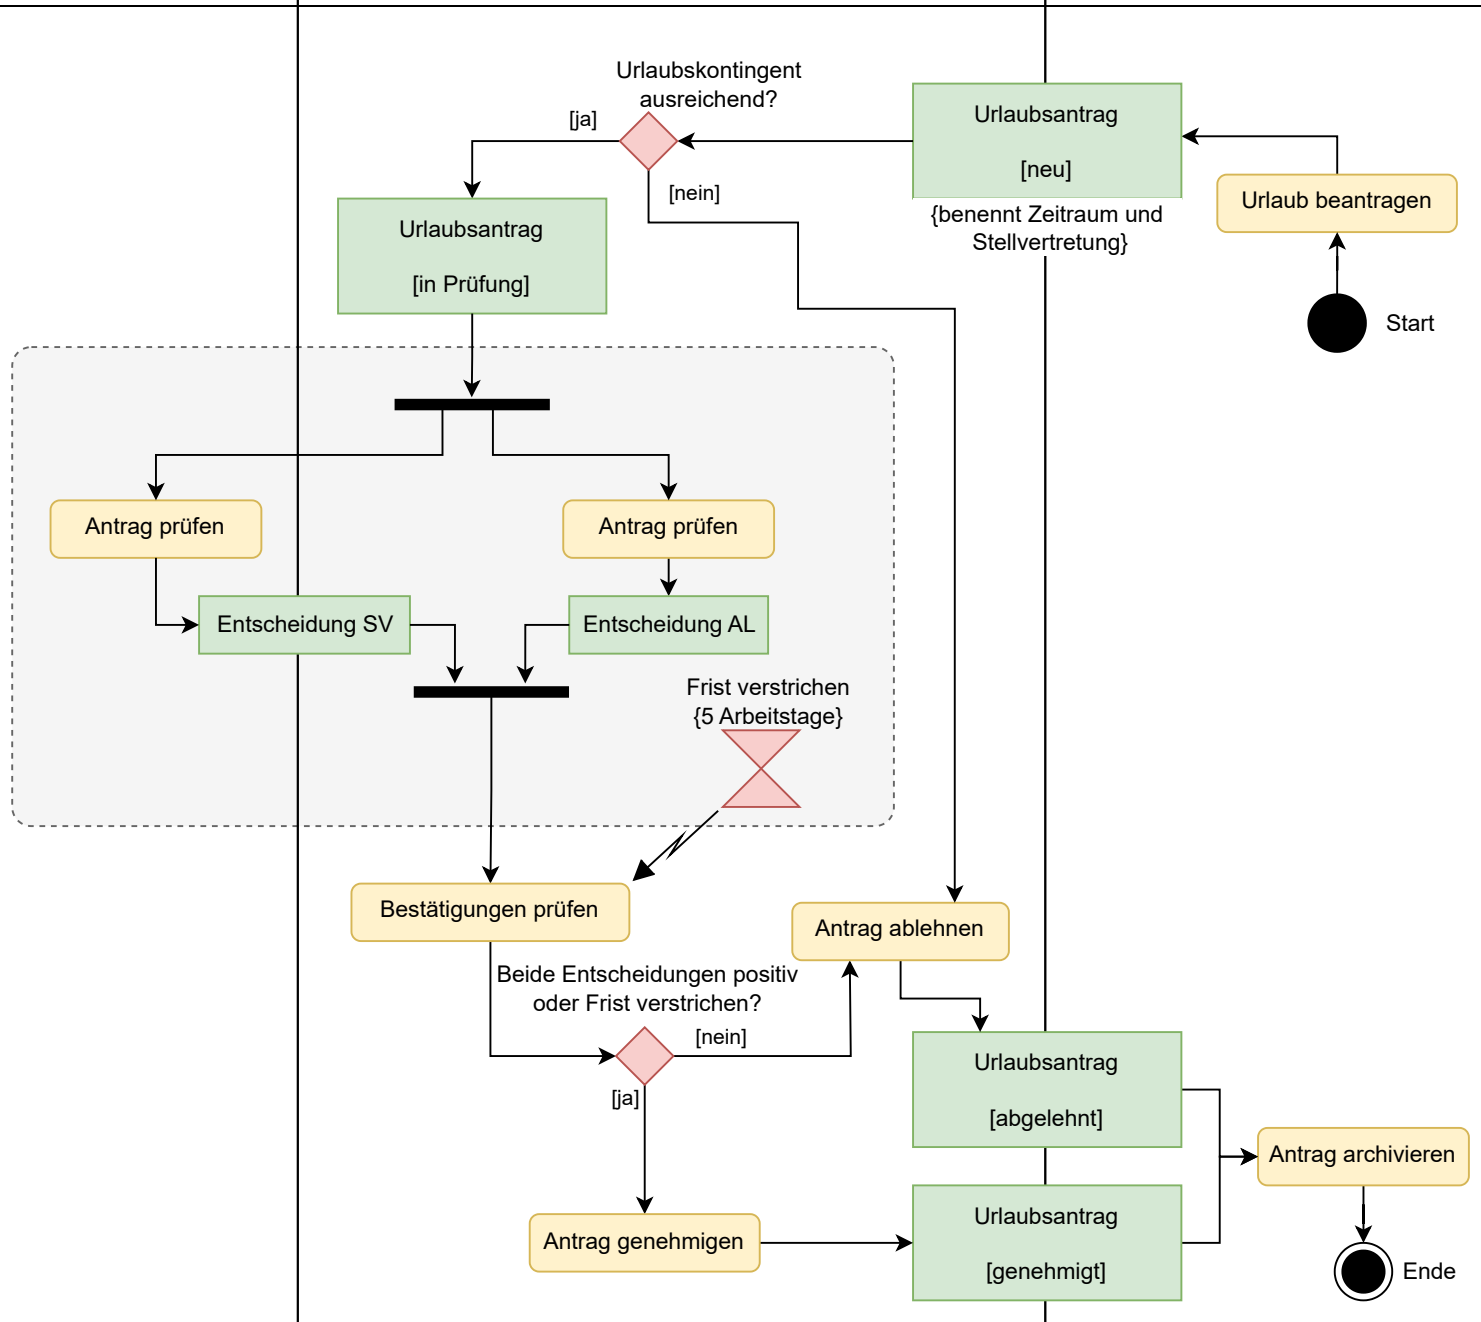 Urlaubskontingent
ausreichend?
[ja]
[nein]
Urlaubsantrag
[neu]
{benennt Zeitraum und
Stellvertretung}
Urlaub beantragen
Start
Urlaubsantrag
[in Prüfung]
Antrag prüfen
Antrag prüfen
Entscheidung SV
Entscheidung AL
Frist verstrichen
{5 Arbeitstage}
Bestätigungen prüfen
Antrag ablehnen
Beide Entscheidungen positiv
oder Frist verstrichen?
[nein]
[ja]
Urlaubsantrag
[abgelehnt]
Antrag archivieren
Antrag genehmigen
Urlaubsantrag
[genehmigt]
Ende